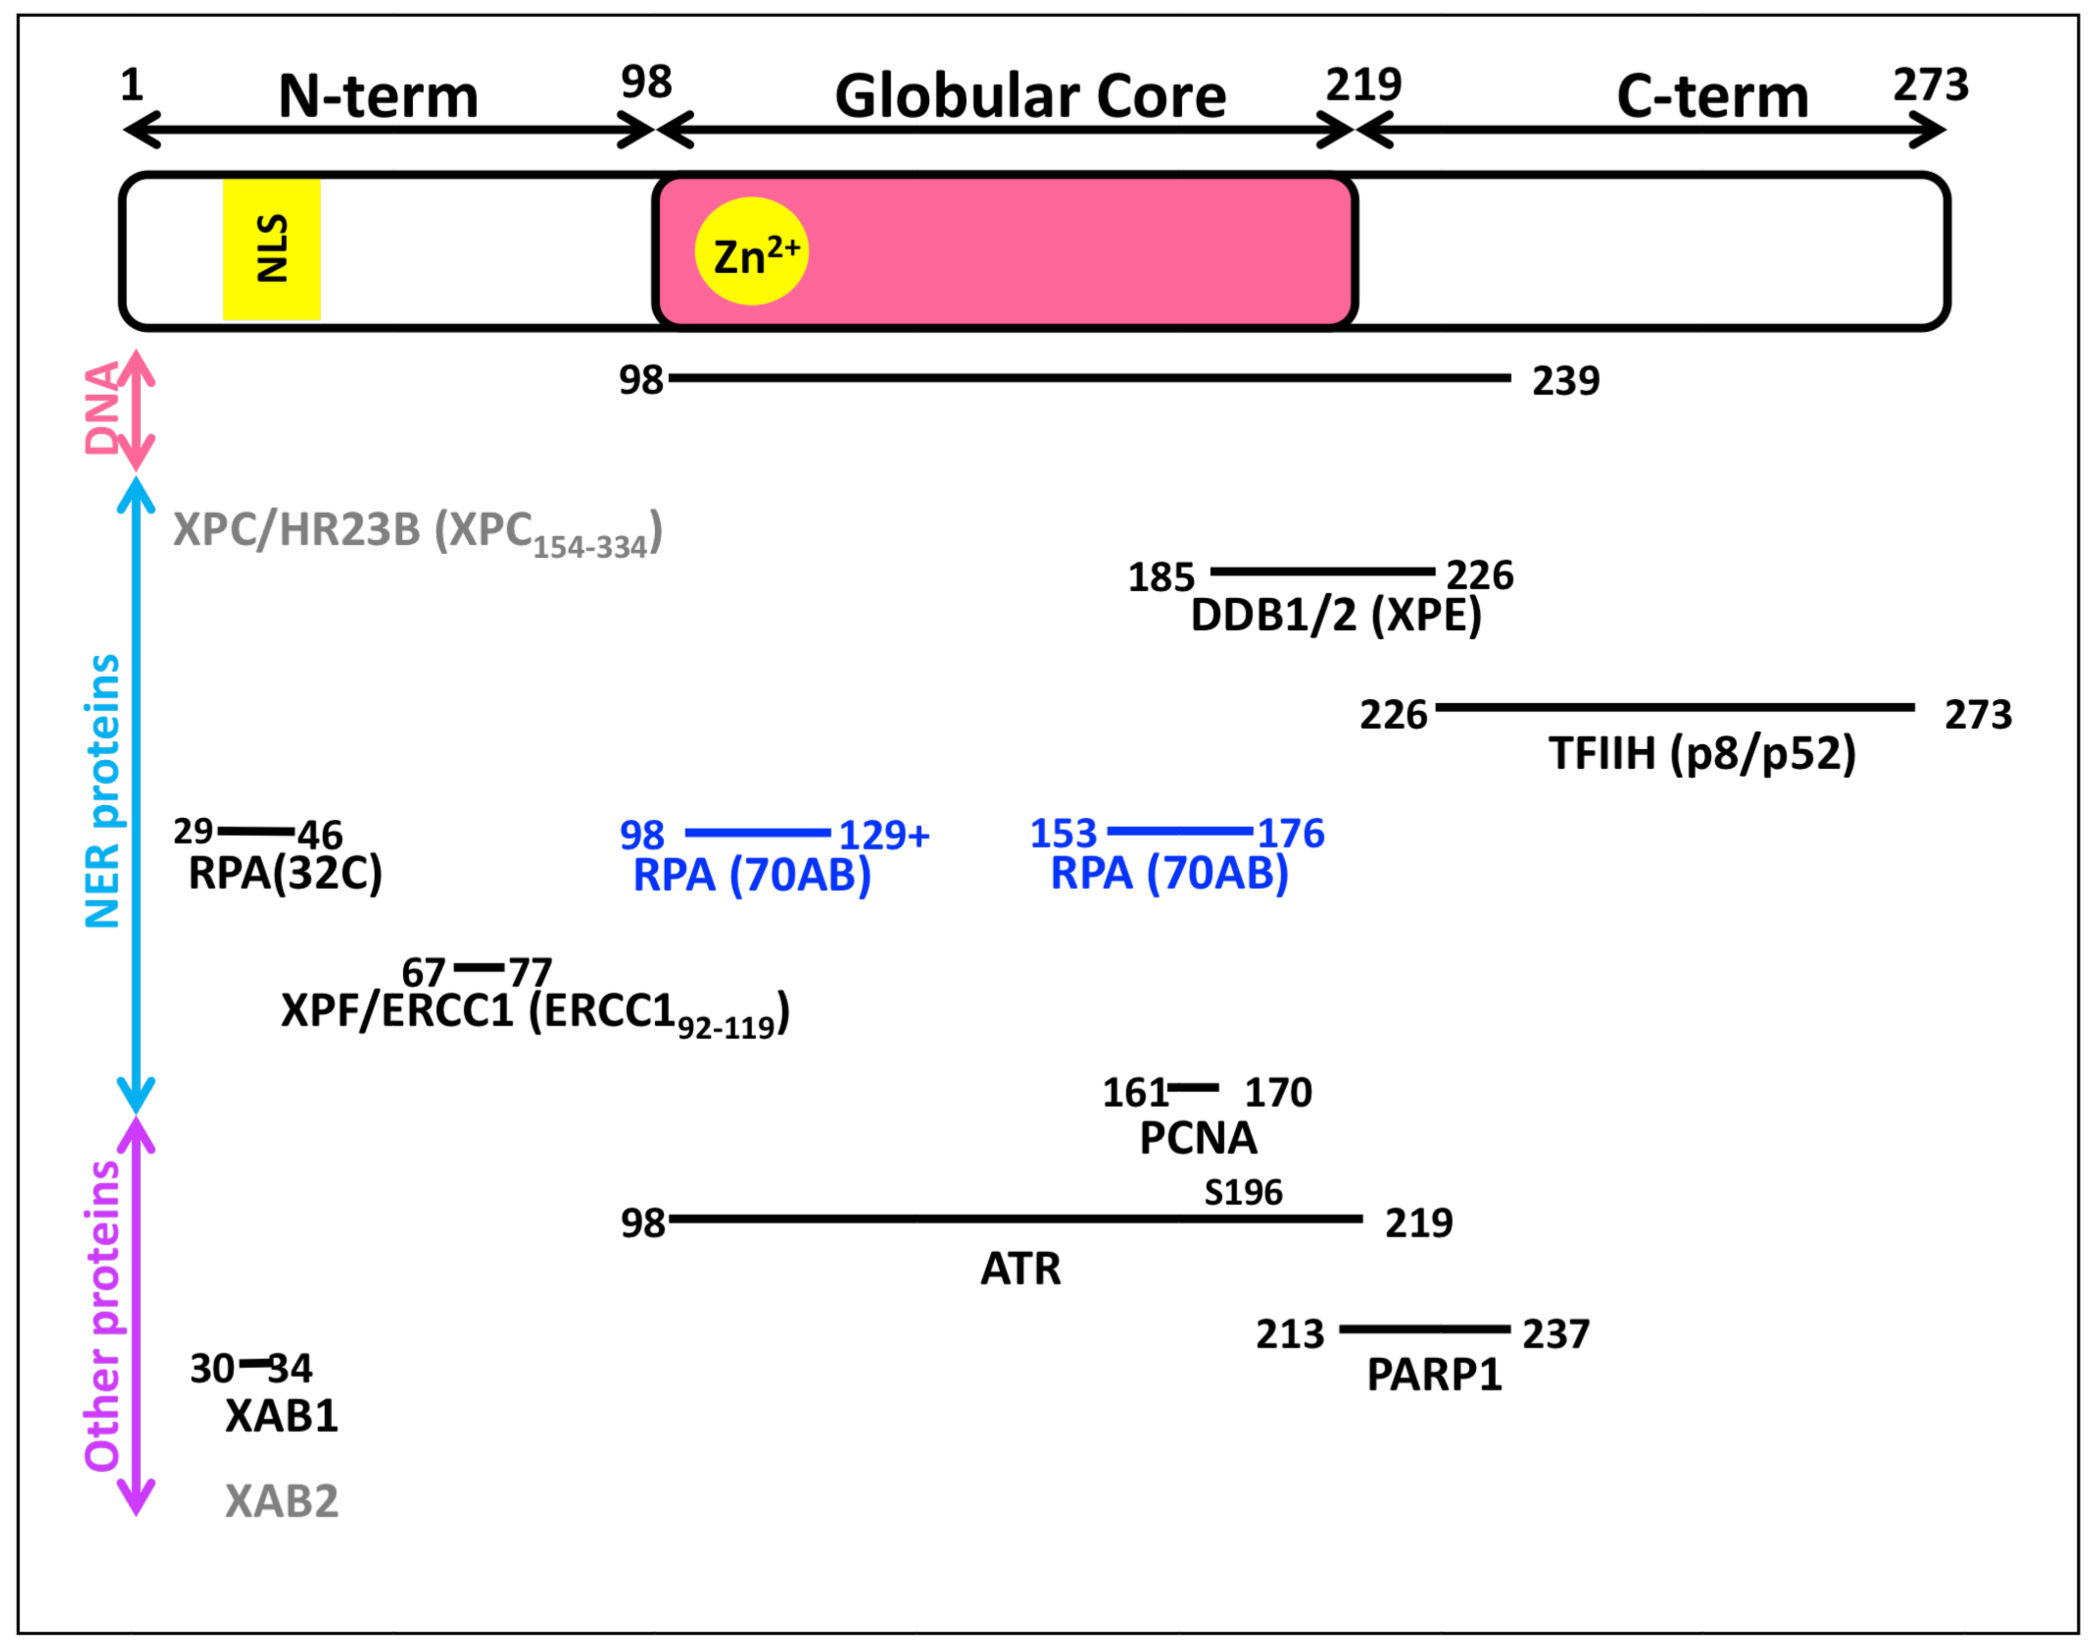 1 N-term 98 Globular Core 219 C-term 273
NLS
Zn2+
DNA
98 239
XPC/HR23B (XPC154-334)
185 226
DDB1/2 (XPE)
226 273
TFIIH (p8/p52)
NER proteins
29 46 98 129+ 153 176
RPA(32C) RPA (70AB) RPA (70AB)
67 77
XPF/ERCC1 (ERCC192-119)
161 170
PCNA
S196
98 219
ATR
Other proteins
213 237
PARP1
30 34
XAB1
XAB2